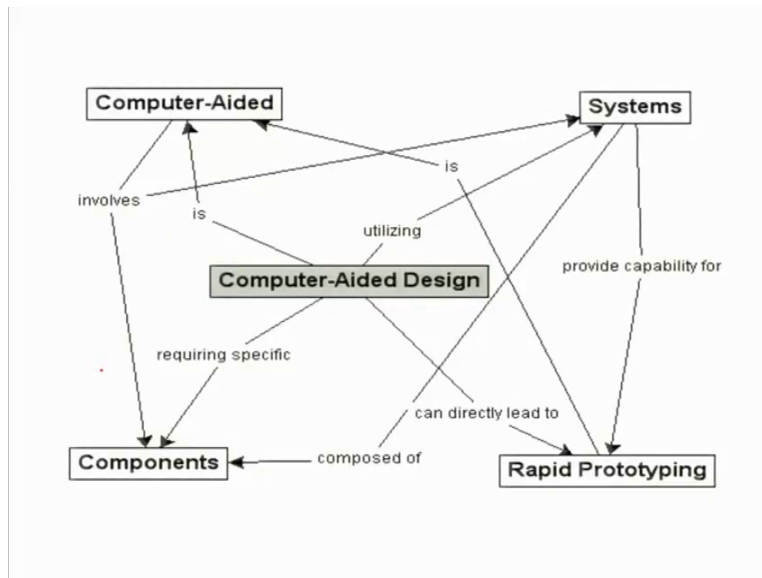 Computer-Aided
Systems
is
involves
is
utilizing
provide capability for
Computer-Aided Design
requiring specific
can directly lead to
composed of
Components
Rapid Prototyping